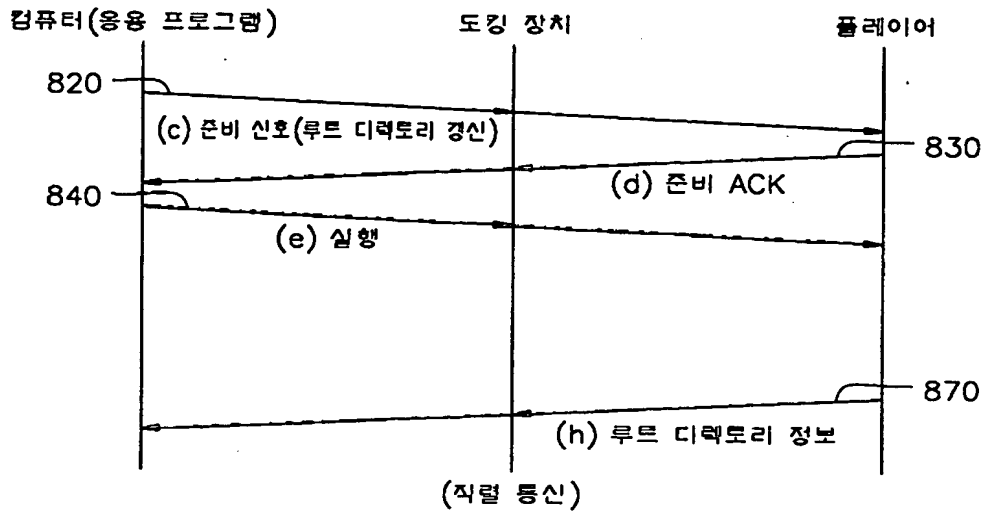 컴퓨터(응용 프로그램) 도킹 장치 플레이어
820
(c) 준비 신호(루트 디렉토리 갱신)
830
(d) 준비 ACK
840
(e) 실행
870
(h) 루트 디렉토리 정보
(직렬 통신)